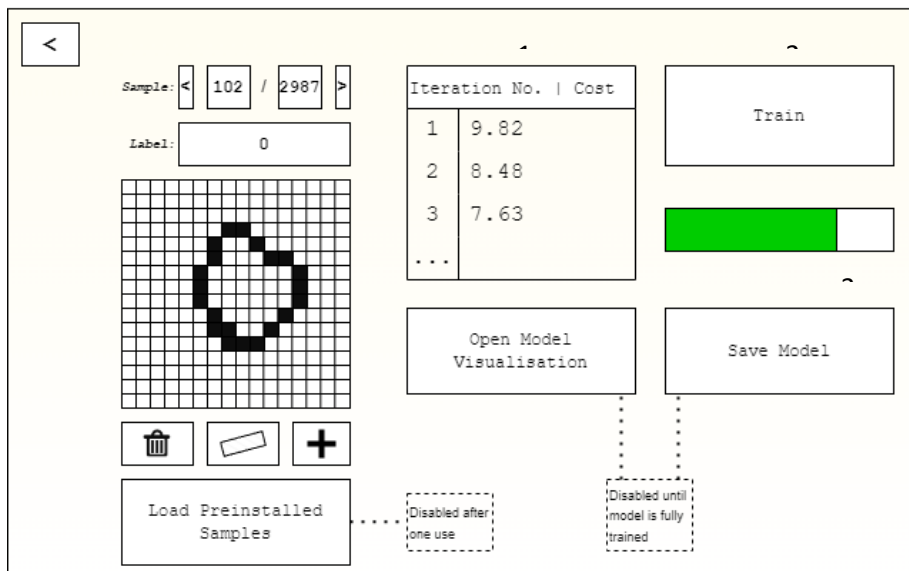 <
Sample: < 102 / 2987 >
Label: 0
Load Preinstalled
Samples
Disabled after
one use
Iteration No. | Cost
1 9.82
2 8.48
3 7.63
...
Open Model
Visualisation
Train
Save Model
Disabled until
model is fully
trained